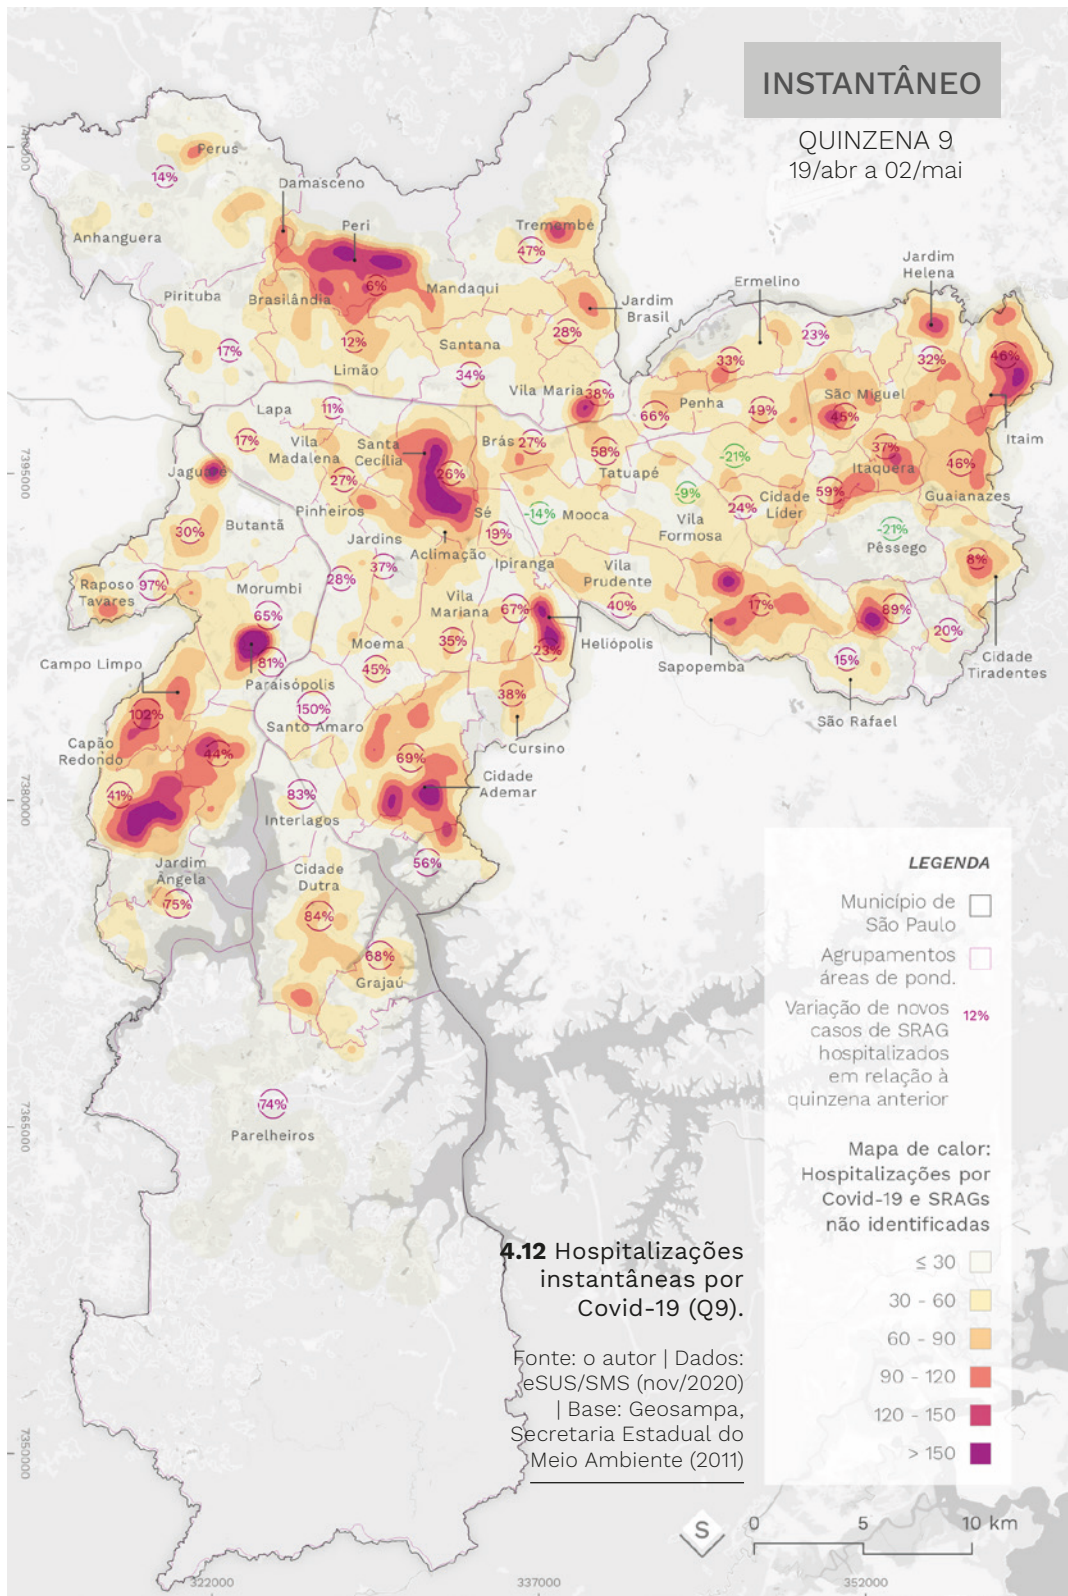 INSTANTÂNEO
QUINZENA 9
19/abr a 02/mai
7410000
Perus
14%
Damasceno
Anhanguera
Peri
Tremembé
47%
Jardim
Helena
Ermelino
6%
Pirituba
Brasilândia
Mandaqui
Jardim
Brasil
28%
23%
17%
12%
Limão
Santana
34%
33%
32%
46%
Vila Maria
38%
Lapa
11%
66%
Penha
49%
São Miguel
45%
Itaim
17%
Vila
Madalena
Santa
Cecília
Brás
27%
58%
Tatuapé
-21%
37%
Itaquera
46%
7395000
Jaguaré
27%
26%
Pinheiros
Sé
-14%
Mooca
-9%
Vila
Formosa
24%
Cidade
Líder
59%
Guaianazes
30%
Butantã
Jardins
Aclimação
19%
-21%
Pêssego
Ipiranga
8%
Raposo
Tavares
97%
Morumbi
28%
37%
Vila
Mariana
Vila
Prudente
65%
67%
40%
17%
89%
20%
Cidade
Tiradentes
Campo Limpo
81%
Paraisópolis
Moema
35%
45%
23%
Heliópolis
Sapopemba
15%
São Rafael
102%
150%
Santo Amaro
38%
Cursino
Capão
Redondo
44%
69%
Cidade
Ademar
41%
83%
Interlagos
7380000
Jardim
Ângela
75%
Cidade
Dutra
84%
56%
68%
Grajaú
74%
Parelheiros
7365000
LEGENDA
Município de
São Paulo
Agrupamentos
áreas de pond.
Variação de novos
casos de SRAG
hospitalizados
em relação à
quinzena anterior
12%
Mapa de calor:
Hospitalizações por
Covid-19 e SRAGs
não identificadas
≤ 30
30 - 60
60 - 90
90 - 120
120 - 150
> 150
4.12 Hospitalizações
instantâneas por
Covid-19 (Q9).
Fonte: o autor | Dados:
eSUS/SMS (nov/2020)
| Base: Geosampa,
Secretaria Estadual do
Meio Ambiente (2011)
7350000
S
0 5 10 km
322000
337000
352000